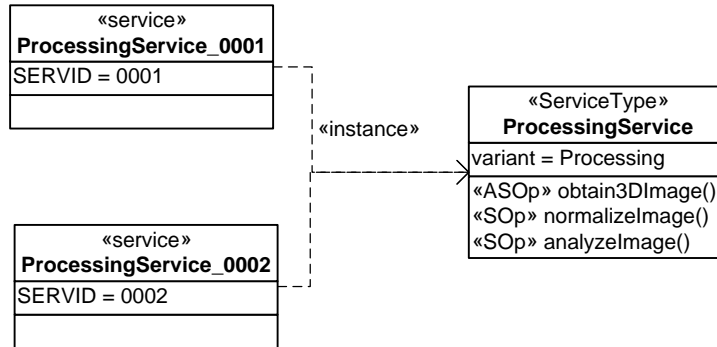 «service»
ProcessingService_0001
SERVID = 0001
«instance»
«ServiceType»
ProcessingService
variant = Processing
«ASOp» obtain3DImage()
«SOp» normalizeImage()
«SOp» analyzeImage()
«service»
ProcessingService_0002
SERVID = 0002